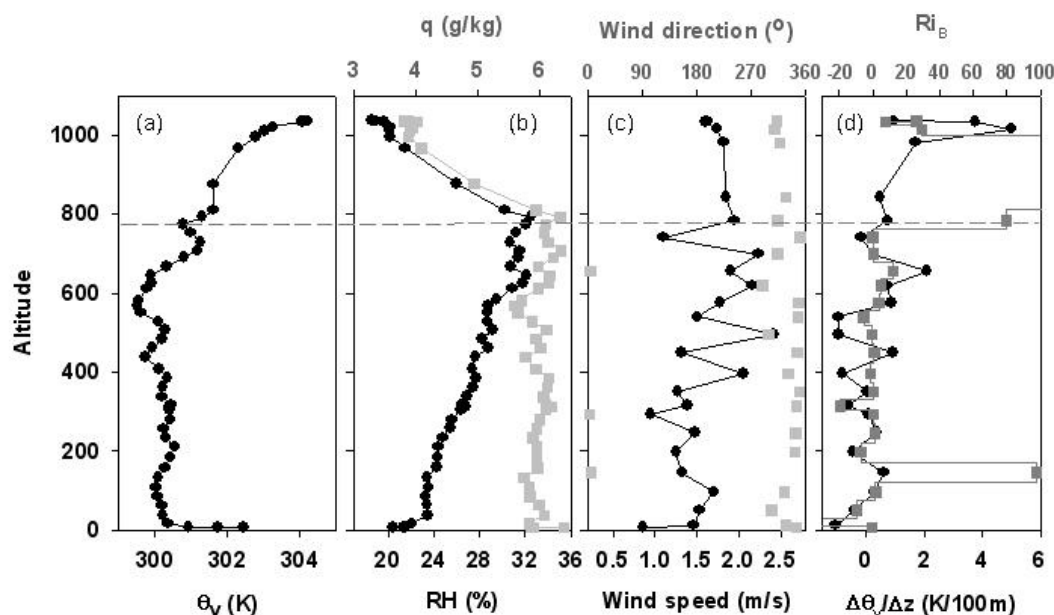 q (g/kg) Wind direction (º) Ri_B
3 4 5 6 0 90 180 270 360 -20 0 20 40 60 80 100
(a) (b) (c) (d)
1000
800
600
400
200
0
Altitude
300 302 304 20 24 28 32 36 0.5 1.0 1.5 2.0 2.5 0 2 4 6
θ_v (K) RH (%) Wind speed (m/s) Δθ_v/Δz (K/100m)